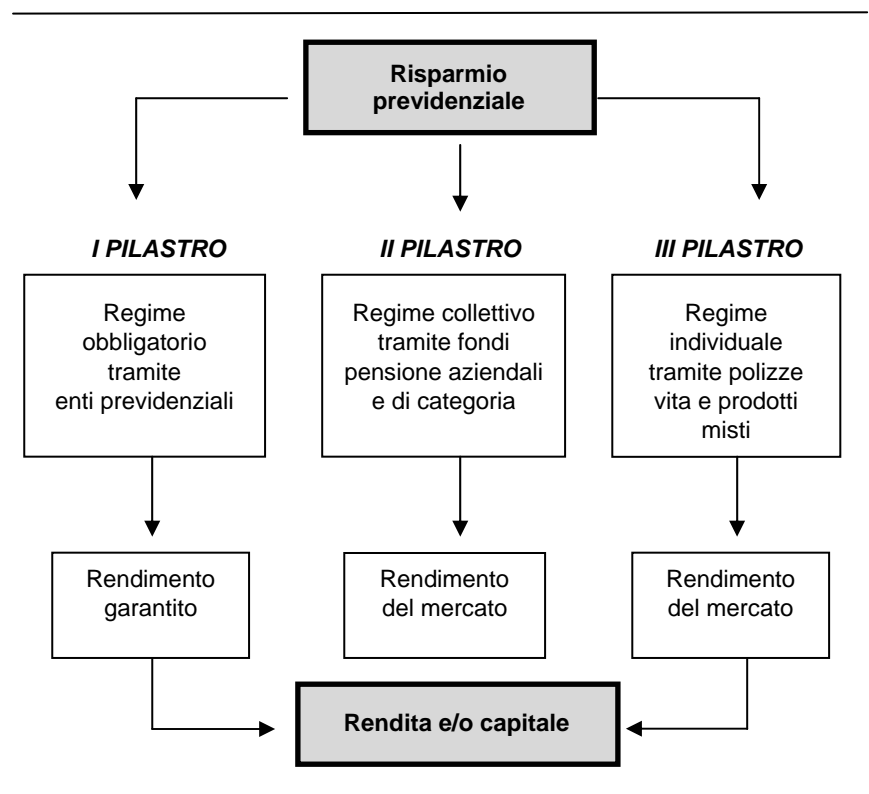 Risparmio
previdenziale
I PILASTRO
II PILASTRO
III PILASTRO
Regime
obbligatorio
tramite
enti previdenziali
Regime collettivo
tramite fondi
pensione aziendali
e di categoria
Regime
individuale
tramite polizze
vita e prodotti
misti
Rendimento
garantito
Rendimento
del mercato
Rendimento
del mercato
Rendita e/o capitale